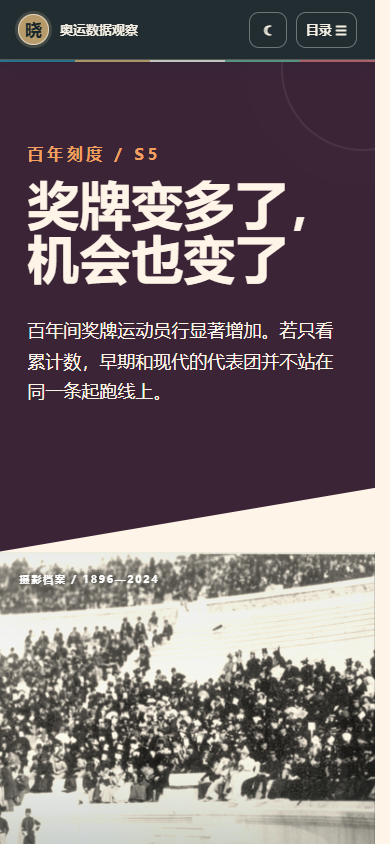 晓
奥运数据观察
目录
百年刻度 / S5
奖牌变多了，
机会也变了
百年间奖牌运动员行显著增加。若只看
累计数，早期和现代的代表团并不站在
同一条起跑线上。
摄影档案 / 1896—2024